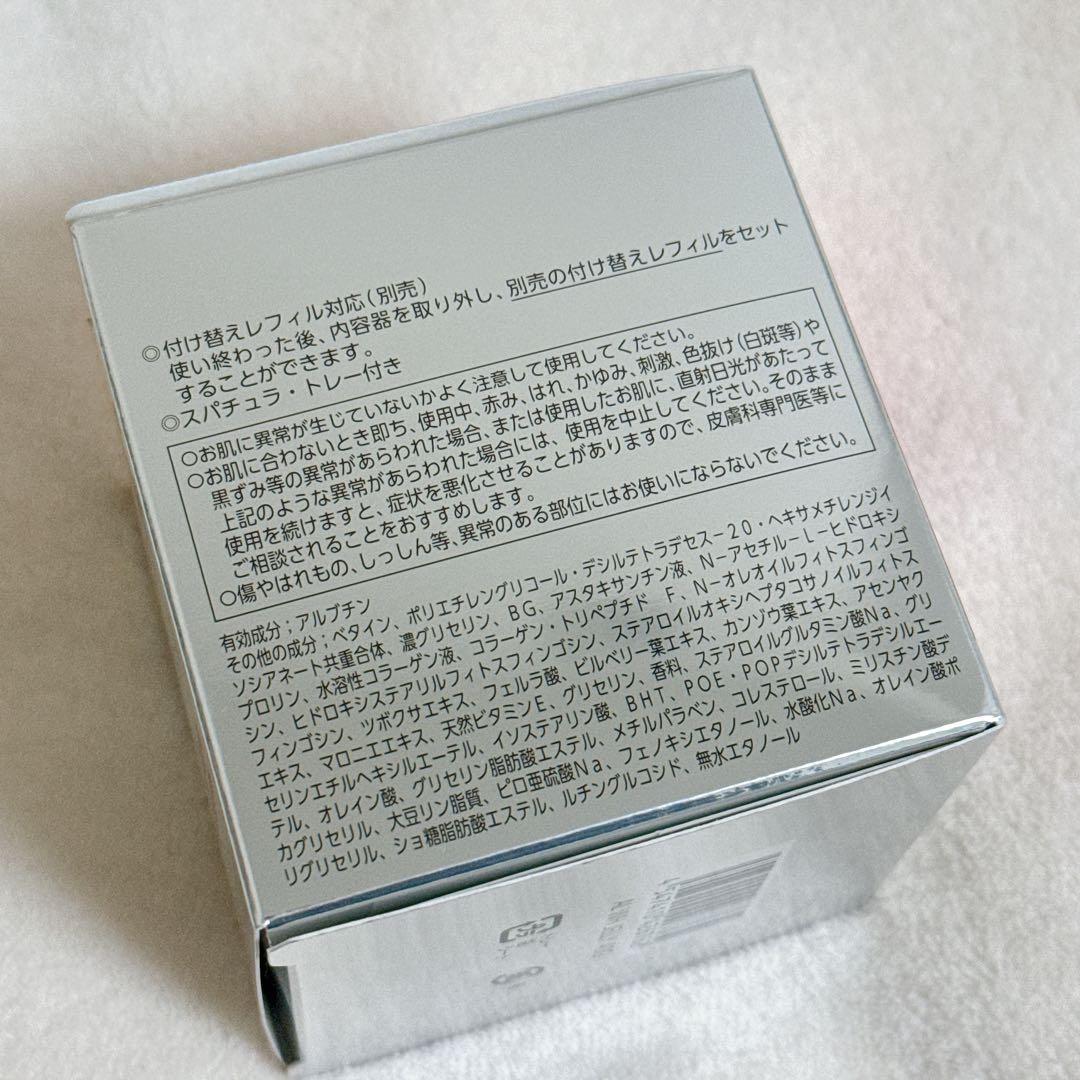 ◎付け替えレフィル対応(別売)
使い終わった後、内容器を取り外し、別売の付け替えレフィルをセット
することができます。
◎スパチュラ・トレー付き
○お肌に異常が生じていないかよく注意して使用してください。
○お肌に合わないとき即ち、使用中、赤み、はれ、かゆみ、刺激、色抜け(白斑等)や
黒ずみ等の異常があらわれた場合、または使用したお肌に、直射日光があたって
上記のような異常があらわれた場合には、使用を中止してください。そのまま
使用を続けますと、症状を悪化させることがありますので、皮膚科専門医等に
ご相談されることをおすすめします。
○傷やはれもの、しっしん等、異常のある部位にはお使いにならないでください。
有効成分；アルブチン
その他の成分；ベタイン、ポリエチレングリコール・デシルテトラデセス－20・ヘキサメチレンジイ
ソシアネート共重合体、濃グリセリン、BG、アスタキサンチン液、N－アセチル－L－ヒドロキシ
プロリン、水溶性コラーゲン液、コラーゲン・トリペプチド F、N－オレオイルフィトスフィンゴ
シン、ヒドロキシステアリルフィトスフィンゴシン、ステアロイルオキシヘプタコサノイルフィトス
フィンゴシン、ツボクサエキス、フェルラ酸、ビルベリー葉エキス、カンゾウ葉エキス、アセンヤク
エキス、マロニエエキス、天然ビタミンE、グリセリン、香料、ステアロイルグルタミン酸Na、グリ
セリンエチルヘキシルエーテル、イソステアリン酸、BHT、POE・POPデシルテトラデシルエー
テル、オレイン酸、グリセリン脂肪酸エステル、メチルパラベン、コレステロール、ミリスチン酸デ
カグリセリル、大豆リン脂質、ピロ亜硫酸Na、フェノキシエタノール、水酸化Na、オレイン酸ポ
リグリセリル、ショ糖脂肪酸エステル、ルチングルコシド、無水エタノール